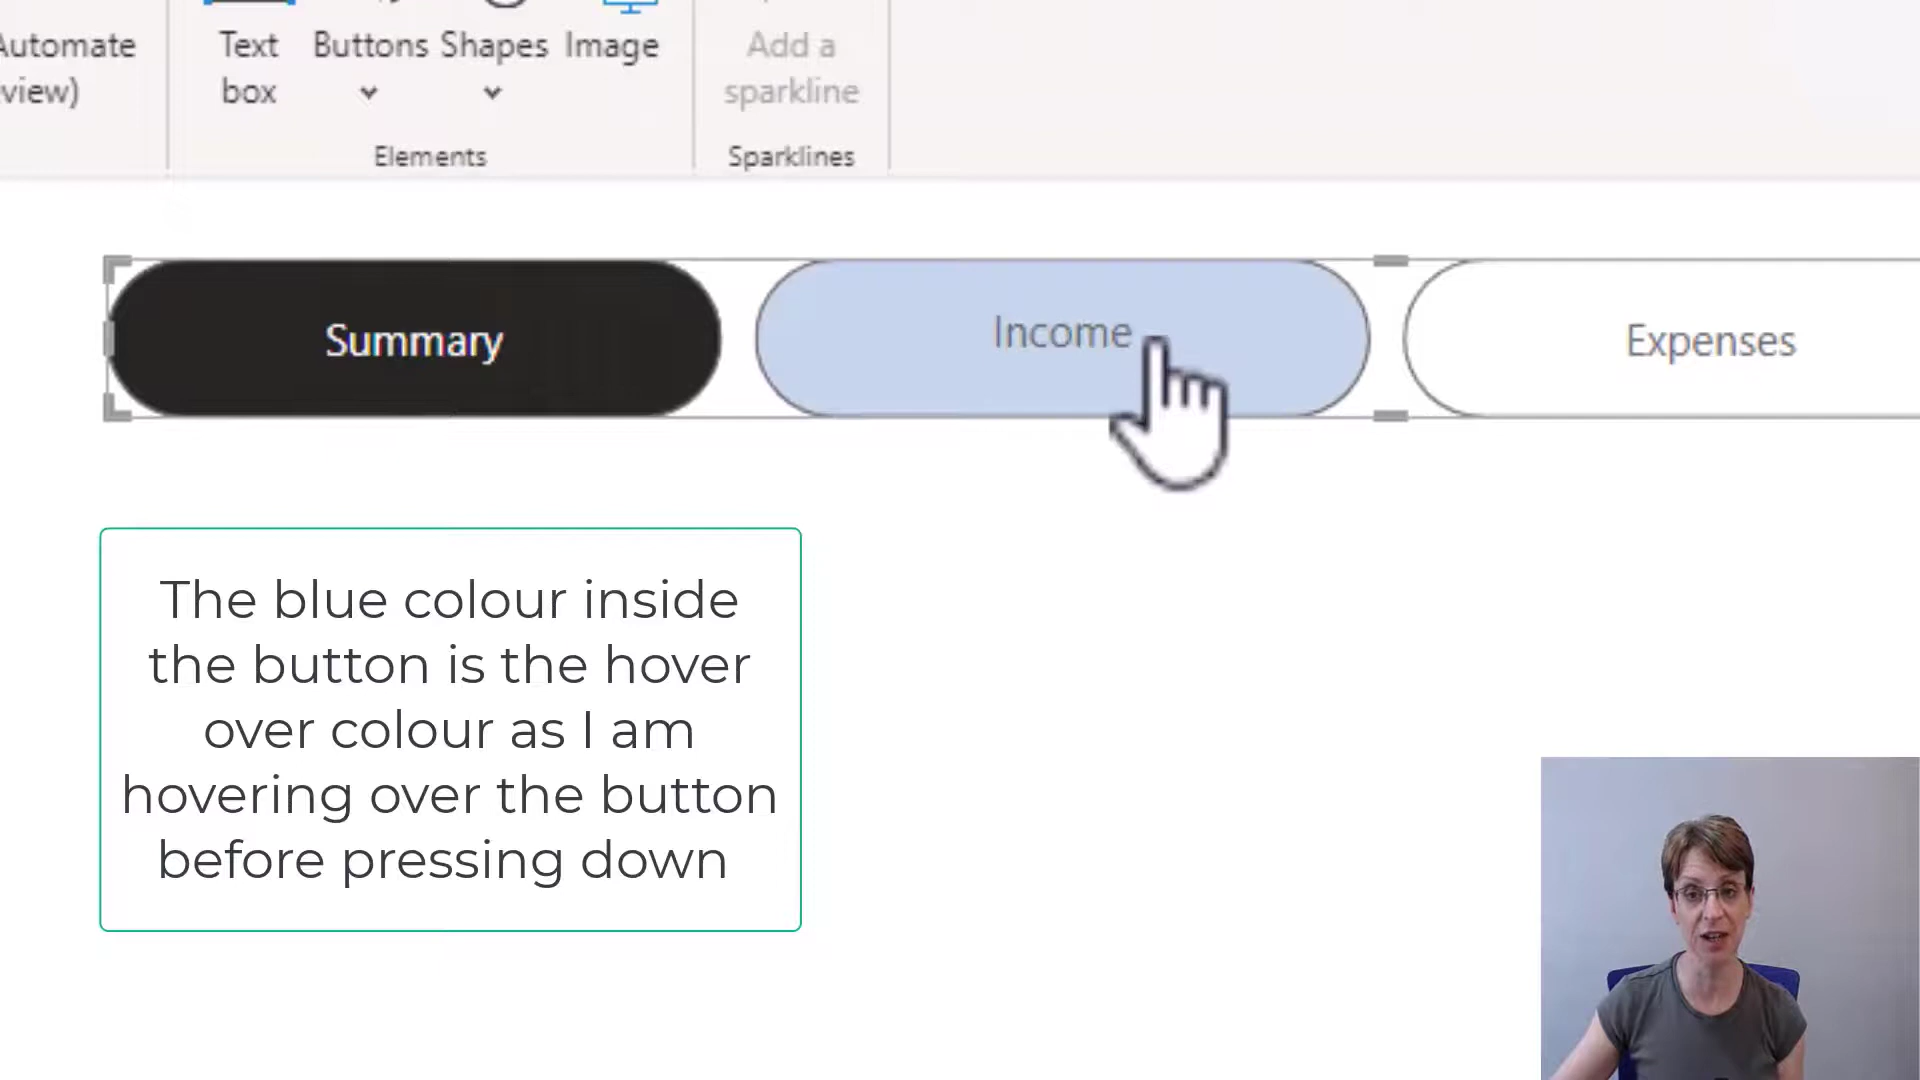 Automate
view)
Text
box
Buttons
Shapes
Image
Elements
Add a
sparkline
Sparklines
Summary
Income
Expenses
The blue colour inside
the button is the hover
over colour as I am
hovering over the button
before pressing down